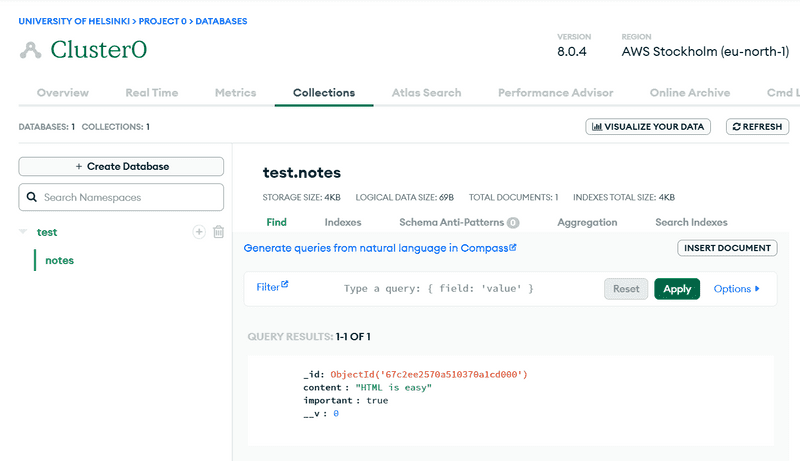 UNIVERSITY OF HELSINKI > PROJECT 0 > DATABASES
Cluster0
VERSION
8.0.4
REGION
AWS Stockholm (eu-north-1)
Overview Real Time Metrics Collections Atlas Search Performance Advisor Online Archive Cmd L
DATABASES: 1 COLLECTIONS: 1
VISUALIZE YOUR DATA
REFRESH
+ Create Database
Search Namespaces
test
notes
test.notes
STORAGE SIZE: 4KB LOGICAL DATA SIZE: 69B TOTAL DOCUMENTS: 1 INDEXES TOTAL SIZE: 4KB
Find Indexes Schema Anti-Patterns 0 Aggregation Search Indexes
Generate queries from natural language in Compass
INSERT DOCUMENT
Filter
Type a query: { field: 'value' }
Reset
Apply
Options
QUERY RESULTS: 1-1 OF 1
_id: ObjectId('67c2ee2570a510370a1cd000')
content: "HTML is easy"
important: true
__v: 0